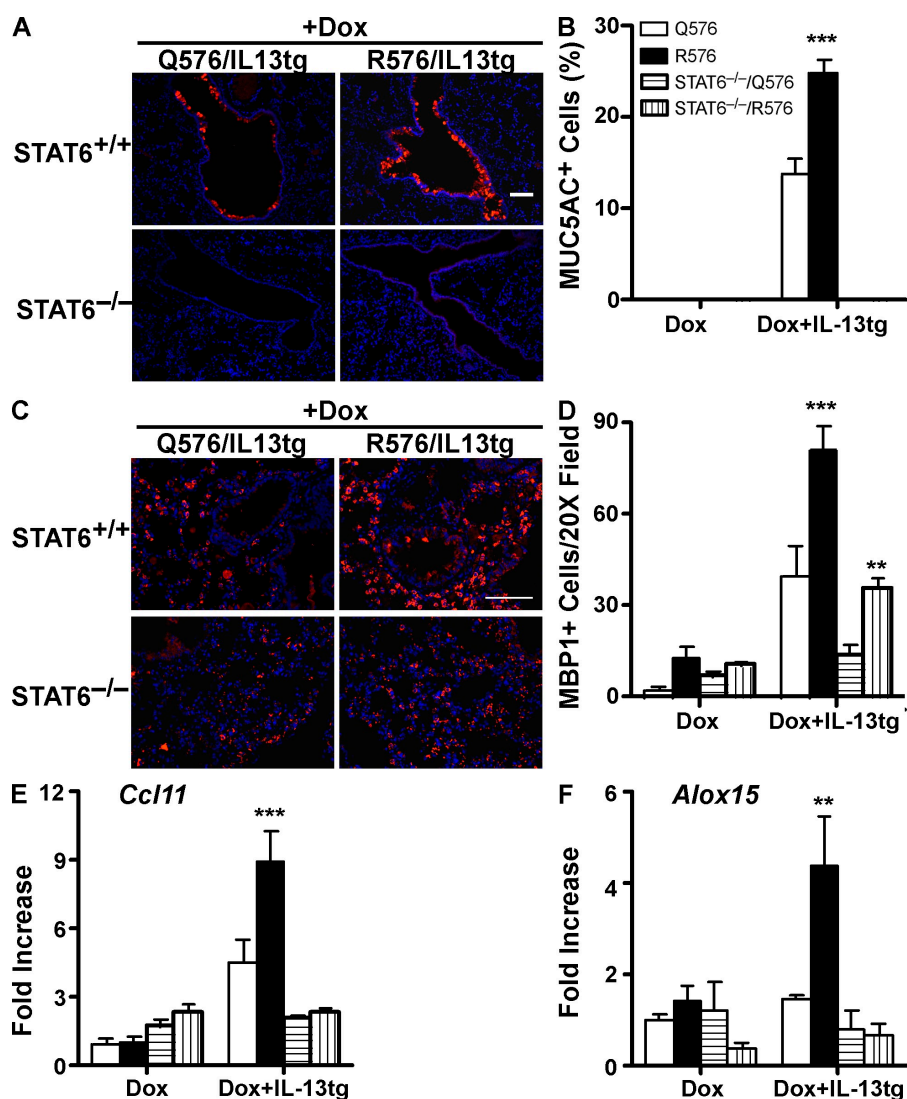 A
+Dox
Q576/IL13tg R576/IL13tg
STAT6+/+
STAT6–/–
B
MUC5AC+ Cells (%)
30
20
10
0
***
Q576
R576
STAT6–/–/Q576
STAT6–/–/R576
Dox Dox+IL-13tg
C
+Dox
Q576/IL13tg R576/IL13tg
STAT6+/+
STAT6–/–
D
MBP1+ Cells/20X Field
90
60
30
0
***
**
Dox Dox+IL-13tg
E
Ccl11
Fold Increase
12
9
6
3
0
***
Dox Dox+IL-13tg
F
Alox15
Fold Increase
6
4
2
0
**
Dox Dox+IL-13tg